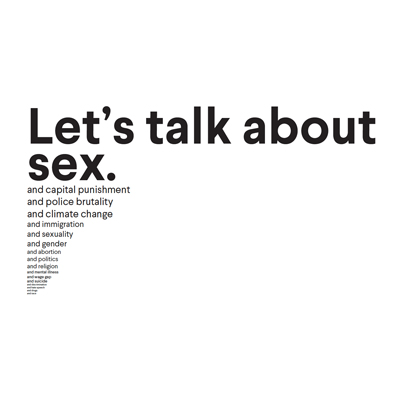 Let’s talk about
sex.
and capital punishment
and police brutality
and climate change
and immigration
and sexuality
and gender
and abortion
and politics
and religion
and mental illness
and wage gap
and suicide